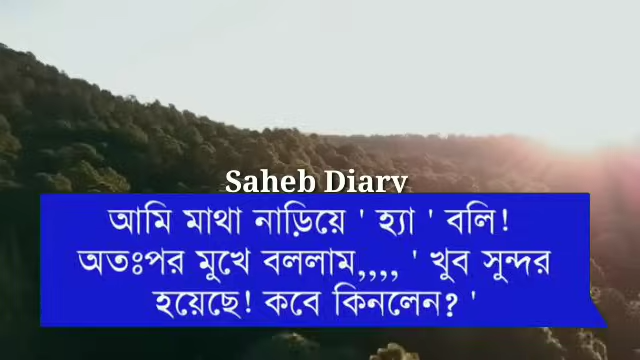 Saheb Diary
আমি মাথা নাড়িয়ে ' হ্যা ' বলি!
অতঃপর মুখে বললাম,,,, ' খুব সুন্দর
হয়েছে! কবে কিনলেন? '